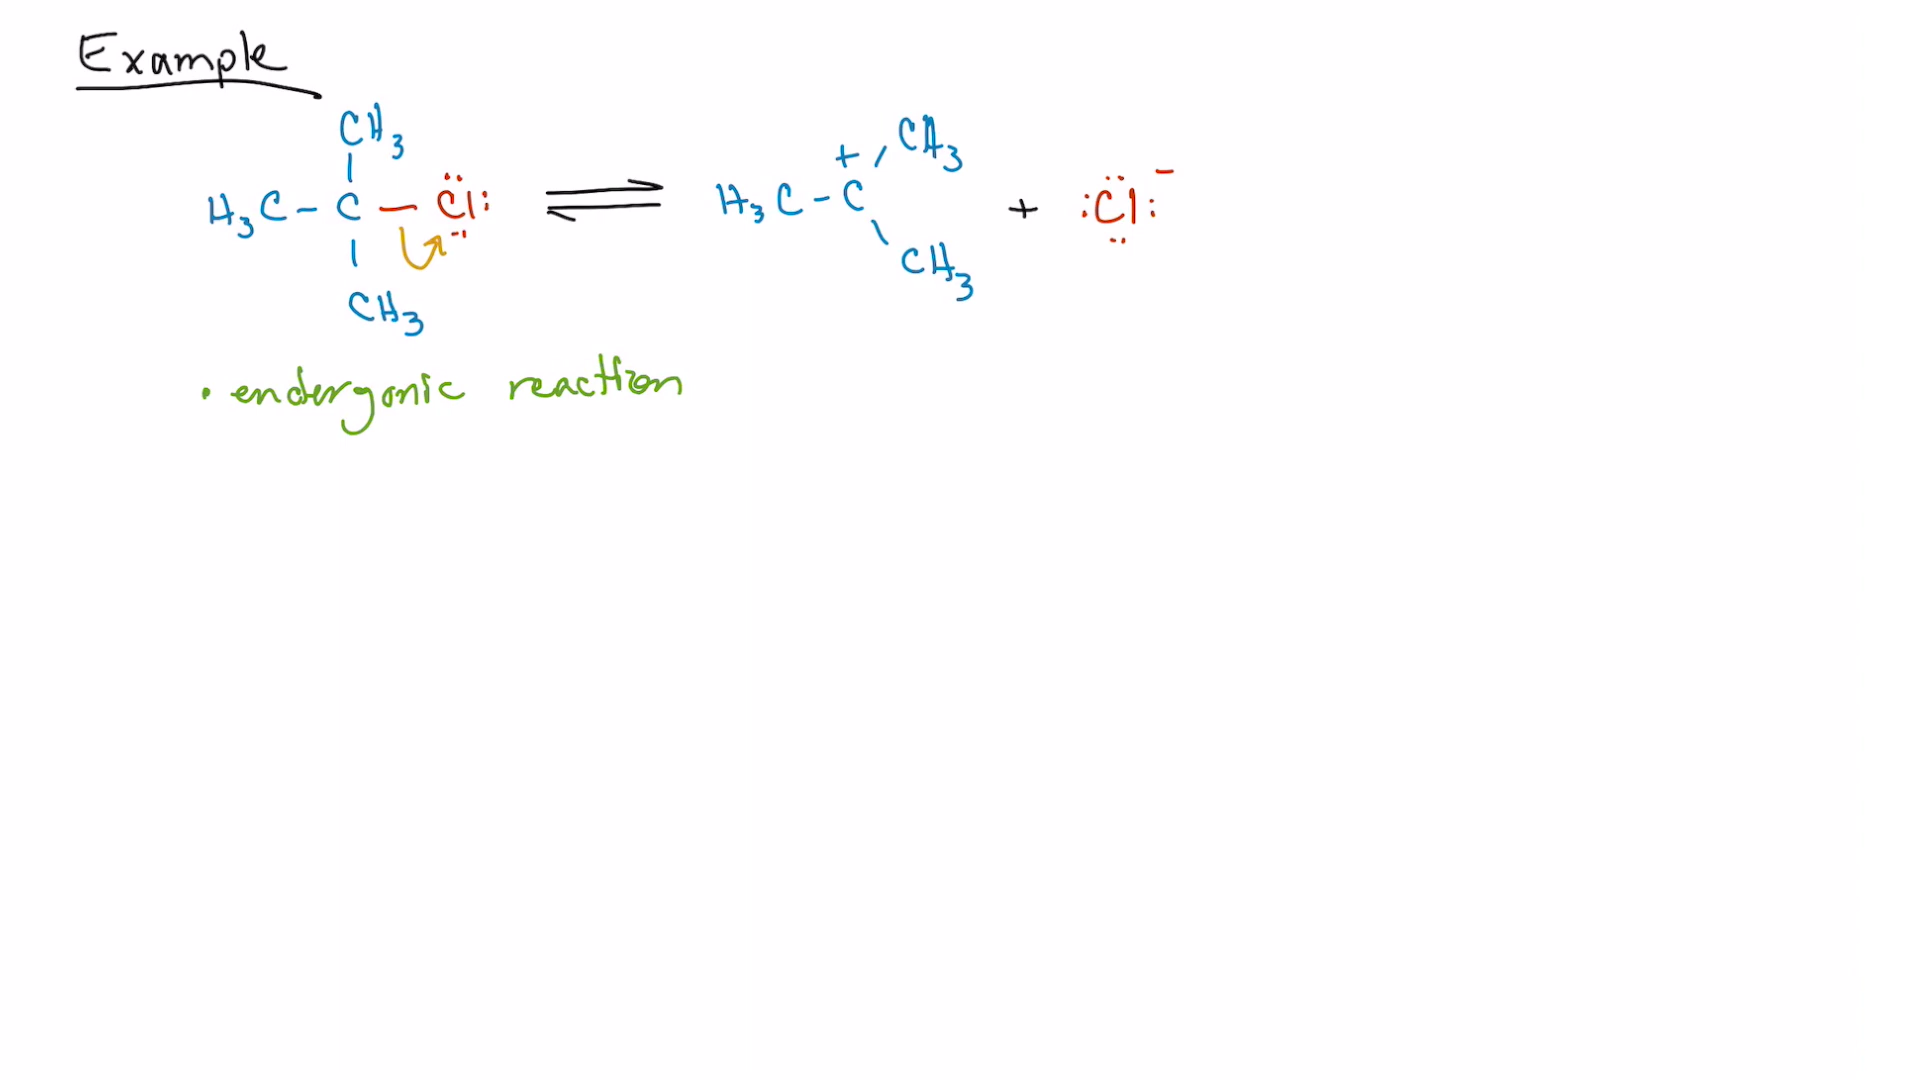 Example
CH3
H3C - C - Cl: ⇌ H3C - C+ - CH3 + :Cl:−
CH3 CH3
• endergonic reaction